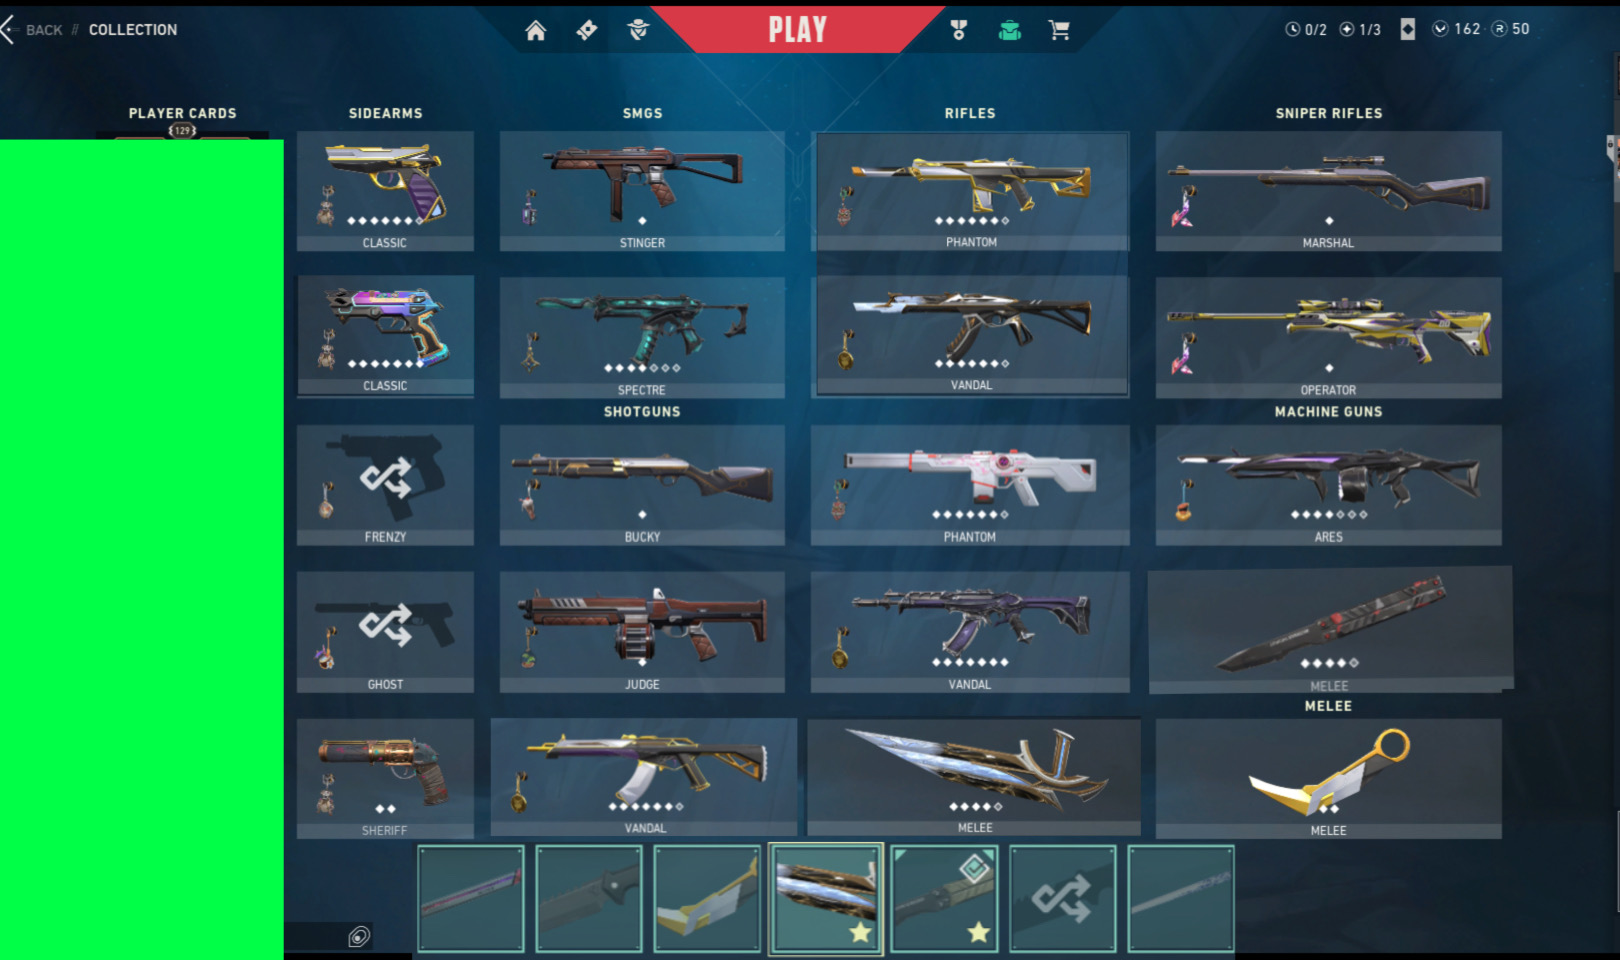 BACK // COLLECTION
PLAY
0/2 1/3 162 R 50
PLAYER CARDS
129
SIDEARMS
SMGS
RIFLES
SNIPER RIFLES
CLASSIC
STINGER
PHANTOM
MARSHAL
CLASSIC
SPECTRE
VANDAL
OPERATOR
SHOTGUNS
MACHINE GUNS
FRENZY
BUCKY
PHANTOM
ARES
GHOST
JUDGE
VANDAL
MELEE
MELEE
SHERIFF
VANDAL
MELEE
MELEE